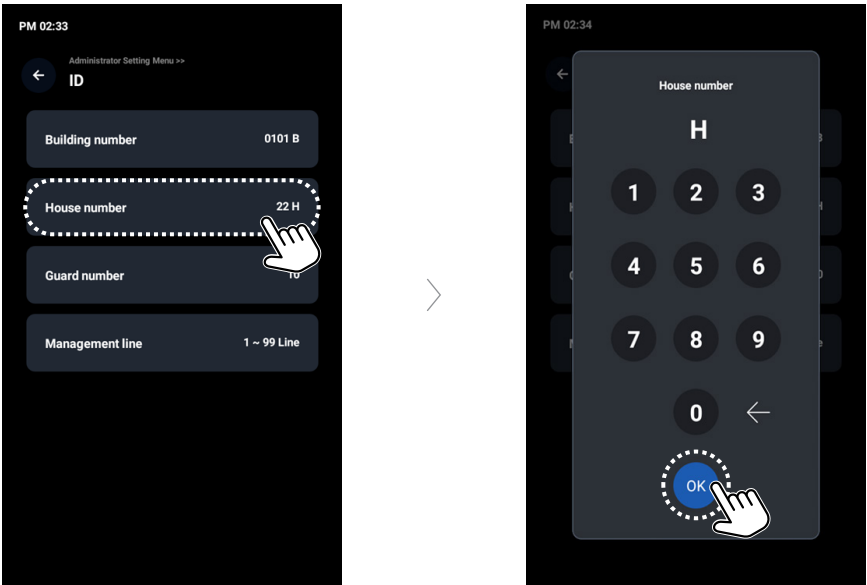 PM 02:33
Administrator Setting Menu >>
ID
Building number 0101 B
House number 22 H
Guard number
Management line 1 ~ 99 Line
PM 02:34
House number
H
1 2 3
4 5 6
7 8 9
0
OK